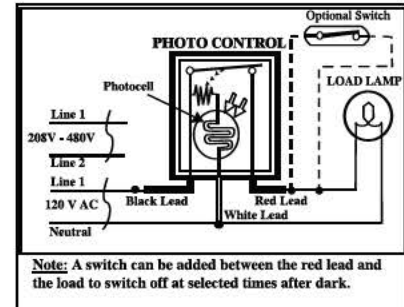 Optional Switch
PHOTO CONTROL
Photocell
LOAD LAMP
Line 1
208V - 480V
Line 2
Line 1
120 V AC
Neutral
Black Lead
Red Lead
White Lead
Note: A switch can be added between the red lead and
the load to switch off at selected times after dark.